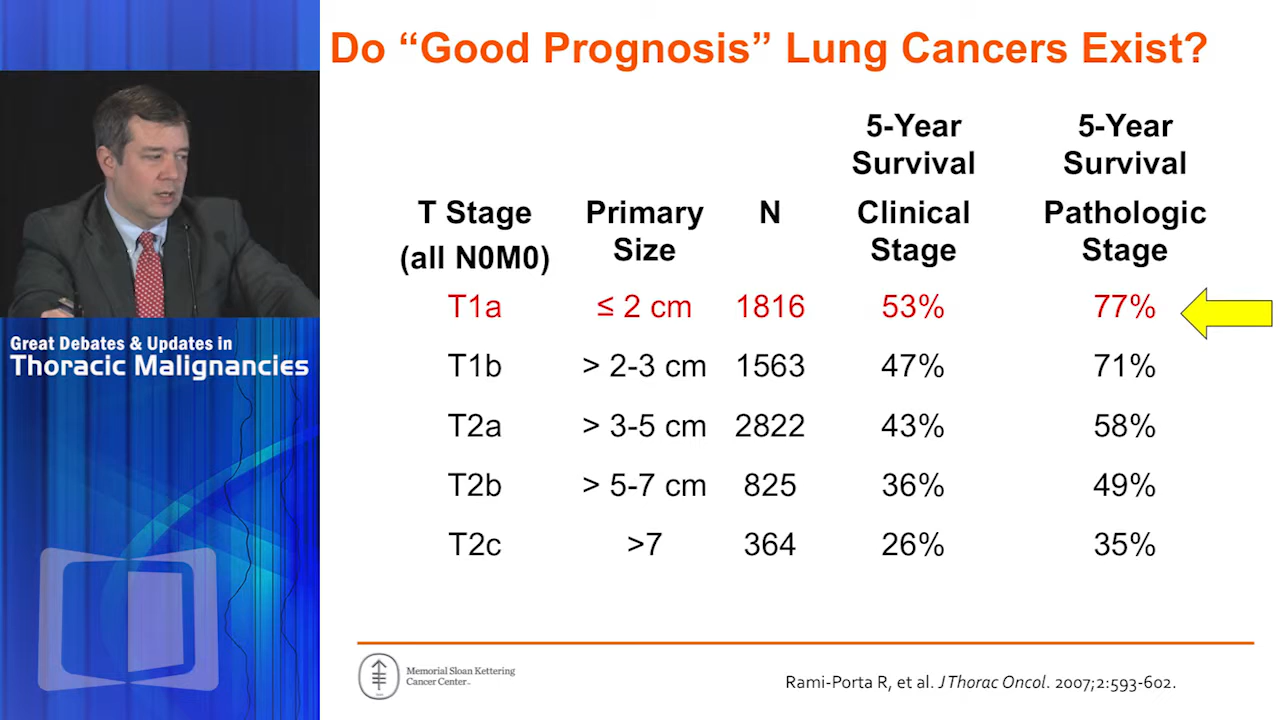 Do “Good Prognosis” Lung Cancers Exist?
5-Year Survival 5-Year Survival
T Stage (all N0M0) Primary Size N Clinical Stage Pathologic Stage
T1a ≤ 2 cm 1816 53% 77%
T1b > 2-3 cm 1563 47% 71%
T2a > 3-5 cm 2822 43% 58%
T2b > 5-7 cm 825 36% 49%
T2c >7 364 26% 35%
Great Debates & Updates in
Thoracic Malignancies
Memorial Sloan Kettering
Cancer Center
Rami-Porta R, et al. J Thorac Oncol. 2007;2:593-602.